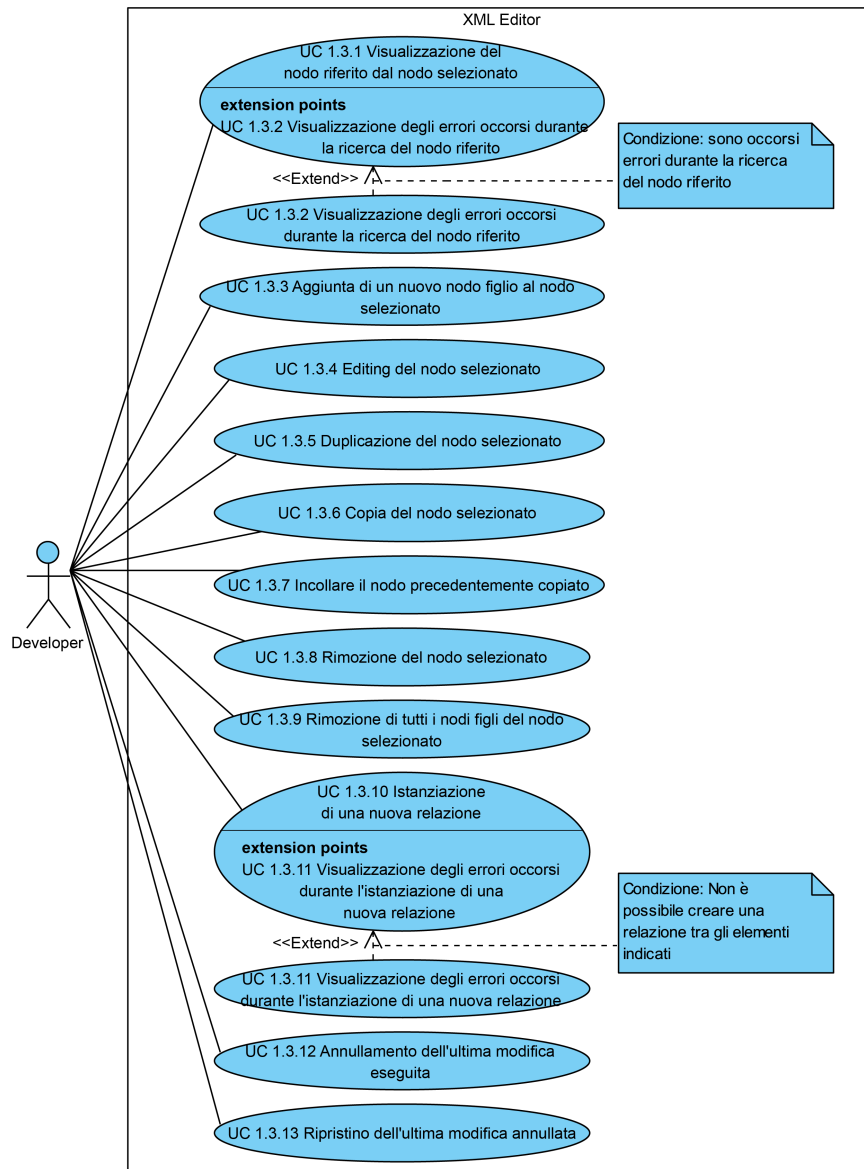 XML Editor
UC 1.3.1 Visualizzazione del
nodo riferito dal nodo selezionato
extension points
UC 1.3.2 Visualizzazione degli errori occorsi durante
la ricerca del nodo riferito
Condizione: sono occorsi
errori durante la ricerca
del nodo riferito
<<Extend>>
UC 1.3.2 Visualizzazione degli errori occorsi
durante la ricerca del nodo riferito
UC 1.3.3 Aggiunta di un nuovo nodo figlio al nodo
selezionato
UC 1.3.4 Editing del nodo selezionato
UC 1.3.5 Duplicazione del nodo selezionato
UC 1.3.6 Copia del nodo selezionato
UC 1.3.7 Incollare il nodo precedentemente copiato
Developer
UC 1.3.8 Rimozione del nodo selezionato
UC 1.3.9 Rimozione di tutti i nodi figli del nodo
selezionato
UC 1.3.10 Istanziazione
di una nuova relazione
extension points
UC 1.3.11 Visualizzazione degli errori occorsi
durante l'istanziazione di una
nuova relazione
Condizione: Non è
possibile creare una
relazione tra gli elementi
indicati
<<Extend>>
UC 1.3.11 Visualizzazione degli errori occorsi
durante l'istanziazione di una nuova relazione
UC 1.3.12 Annullamento dell'ultima modifica
eseguita
UC 1.3.13 Ripristino dell'ultima modifica annullata